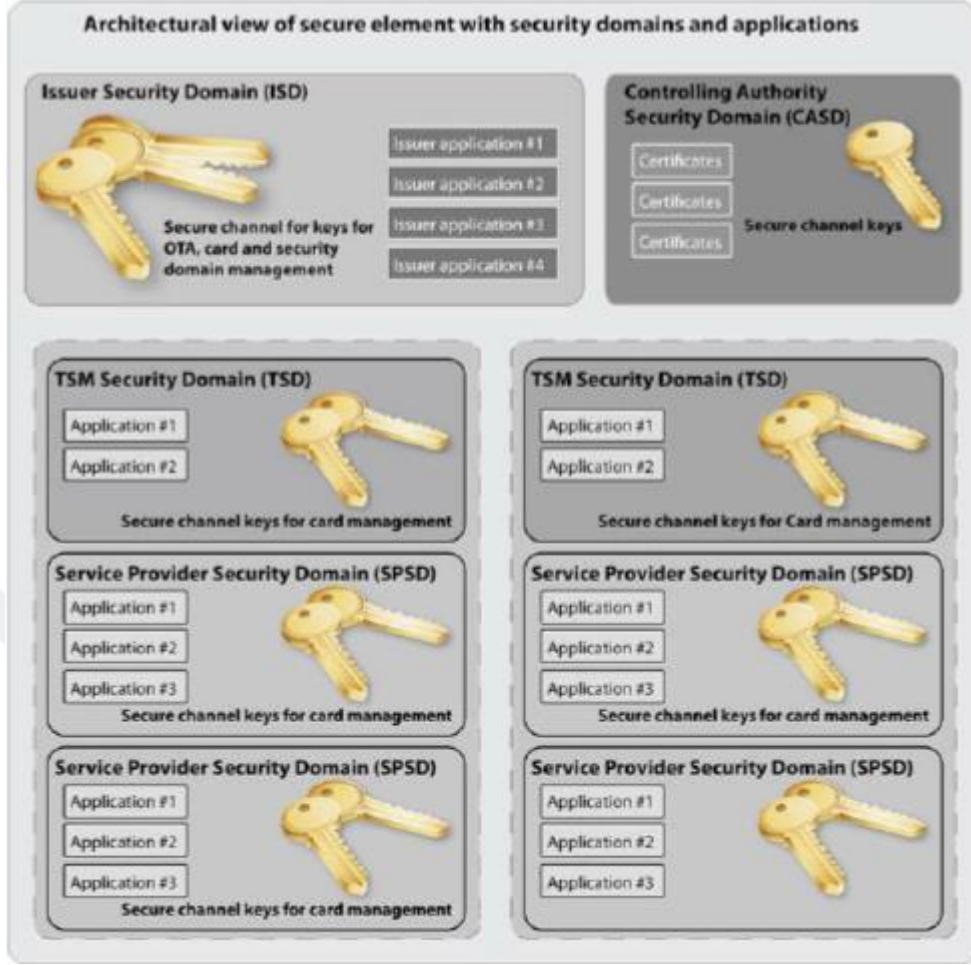 Architectural view of secure element with security domains and applications
Issuer Security Domain (ISD)
Issuer application #1
Issuer application #2
Issuer application #3
Issuer application #4
Secure channel for keys for
OTA, card and security
domain management
Controlling Authority
Security Domain (CASD)
Certificates
Certificates
Certificates
Secure channel keys
TSM Security Domain (TSD)
Application #1
Application #2
Secure channel keys for card management
Service Provider Security Domain (SPSD)
Application #1
Application #2
Application #3
Secure channel keys for card management
Service Provider Security Domain (SPSD)
Application #1
Application #2
Application #3
Secure channel keys for card management
TSM Security Domain (TSD)
Application #1
Application #2
Secure channel keys for Card management
Service Provider Security Domain (SPSD)
Application #1
Application #2
Application #3
Secure channel keys for card management
Service Provider Security Domain (SPSD)
Application #1
Application #2
Application #3